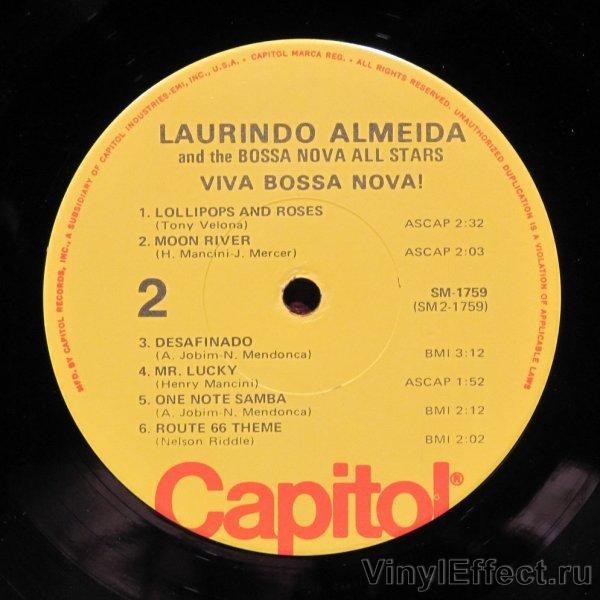 MFD. BY CAPITOL RECORDS, INC., A SUBSIDIARY OF CAPITOL INDUSTRIES-EMI, INC., U.S.A. • CAPITOL MARCA REG. • ALL RIGHTS RESERVED. UNAUTHORIZED DUPLICATION IS A VIOLATION OF APPLICABLE LAWS
LAURINDO ALMEIDA
and the BOSSA NOVA ALL STARS
VIVA BOSSA NOVA!
1. LOLLIPOPS AND ROSES
(Tony Velona) ASCAP 2:32
2. MOON RIVER
(H. Mancini-J. Mercer) ASCAP 2:03
2 SM-1759
(SM2-1759)
3. DESAFINADO
(A. Jobim-N. Mendonca) BMI 3:12
4. MR. LUCKY
(Henry Mancini) ASCAP 1:52
5. ONE NOTE SAMBA
(A. Jobim-N. Mendonca) BMI 2:12
6. ROUTE 66 THEME
(Nelson Riddle) BMI 2:02
Capitol®
VinylEffect.ru